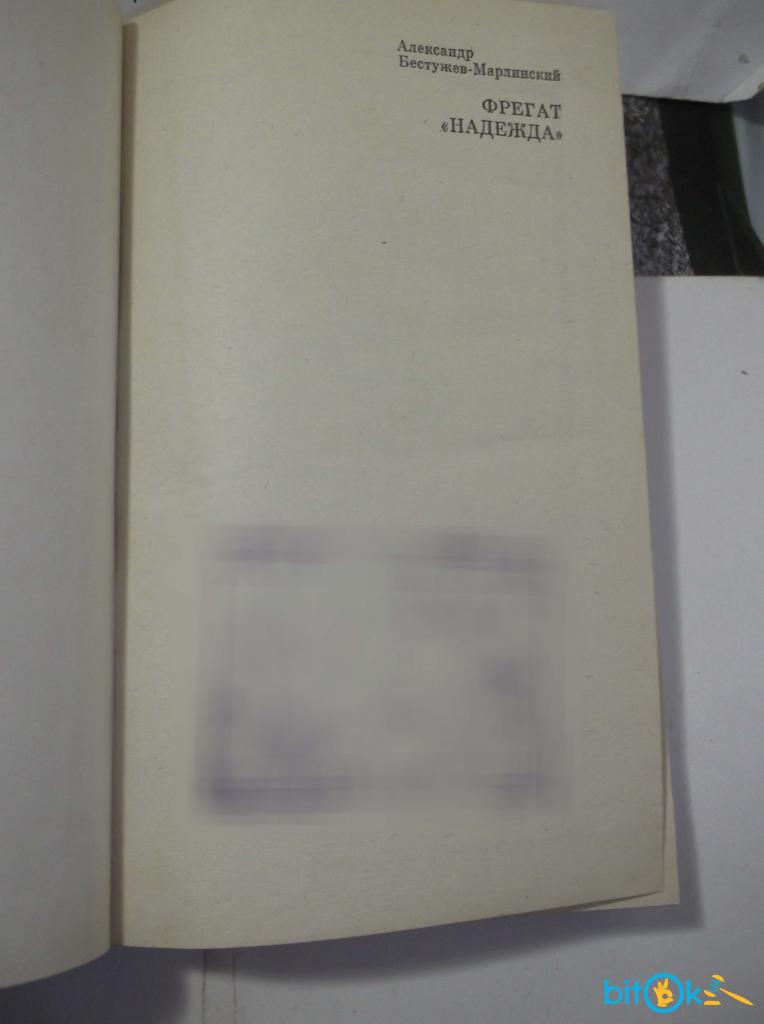 Александр
Бестужев-Марлинский
ФРЕГАТ
«НАДЕЖДА»
bitOk